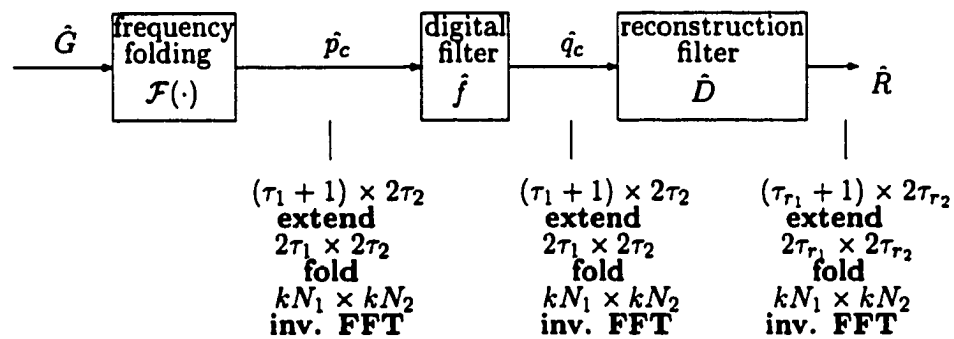 Ĝ
frequency
folding
𝓕(·)
p̂_c
digital
filter
f̂
q̂_c
reconstruction
filter
D̂
R̂
(τ₁ + 1) × 2τ₂
extend
2τ₁ × 2τ₂
fold
kN₁ × kN₂
inv. FFT
(τ₁ + 1) × 2τ₂
extend
2τ₁ × 2τ₂
fold
kN₁ × kN₂
inv. FFT
(τ_{r₁} + 1) × 2τ_{r₂}
extend
2τ_{r₁} × 2τ_{r₂}
fold
kN₁ × kN₂
inv. FFT